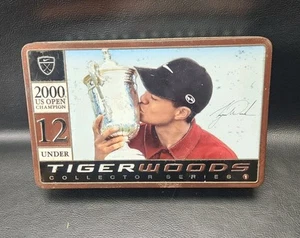 2000
US OPEN
CHAMPION
12
UNDER
TIGERWOODS
COLLECTOR SERIES